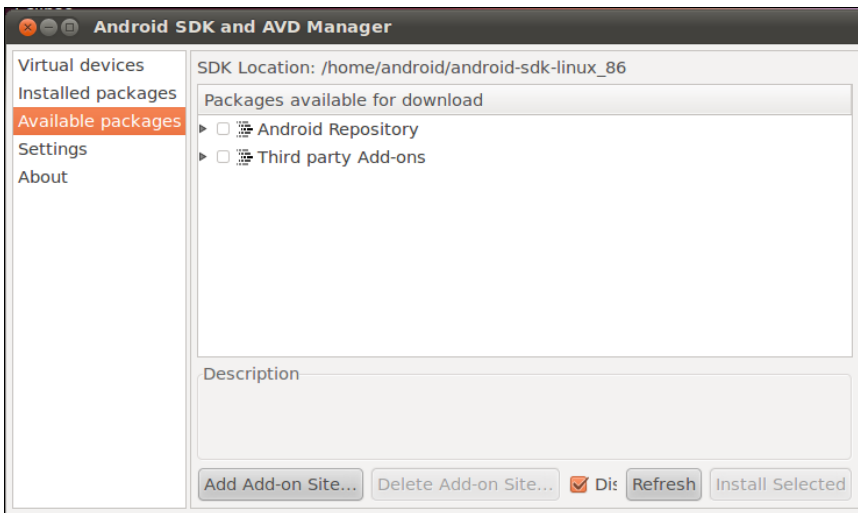 Android SDK and AVD Manager
Virtual devices
Installed packages
Available packages
Settings
About
SDK Location: /home/android/android-sdk-linux_86
Packages available for download
Android Repository
Third party Add-ons
Description
Add Add-on Site... Delete Add-on Site... Dis Refresh Install Selected